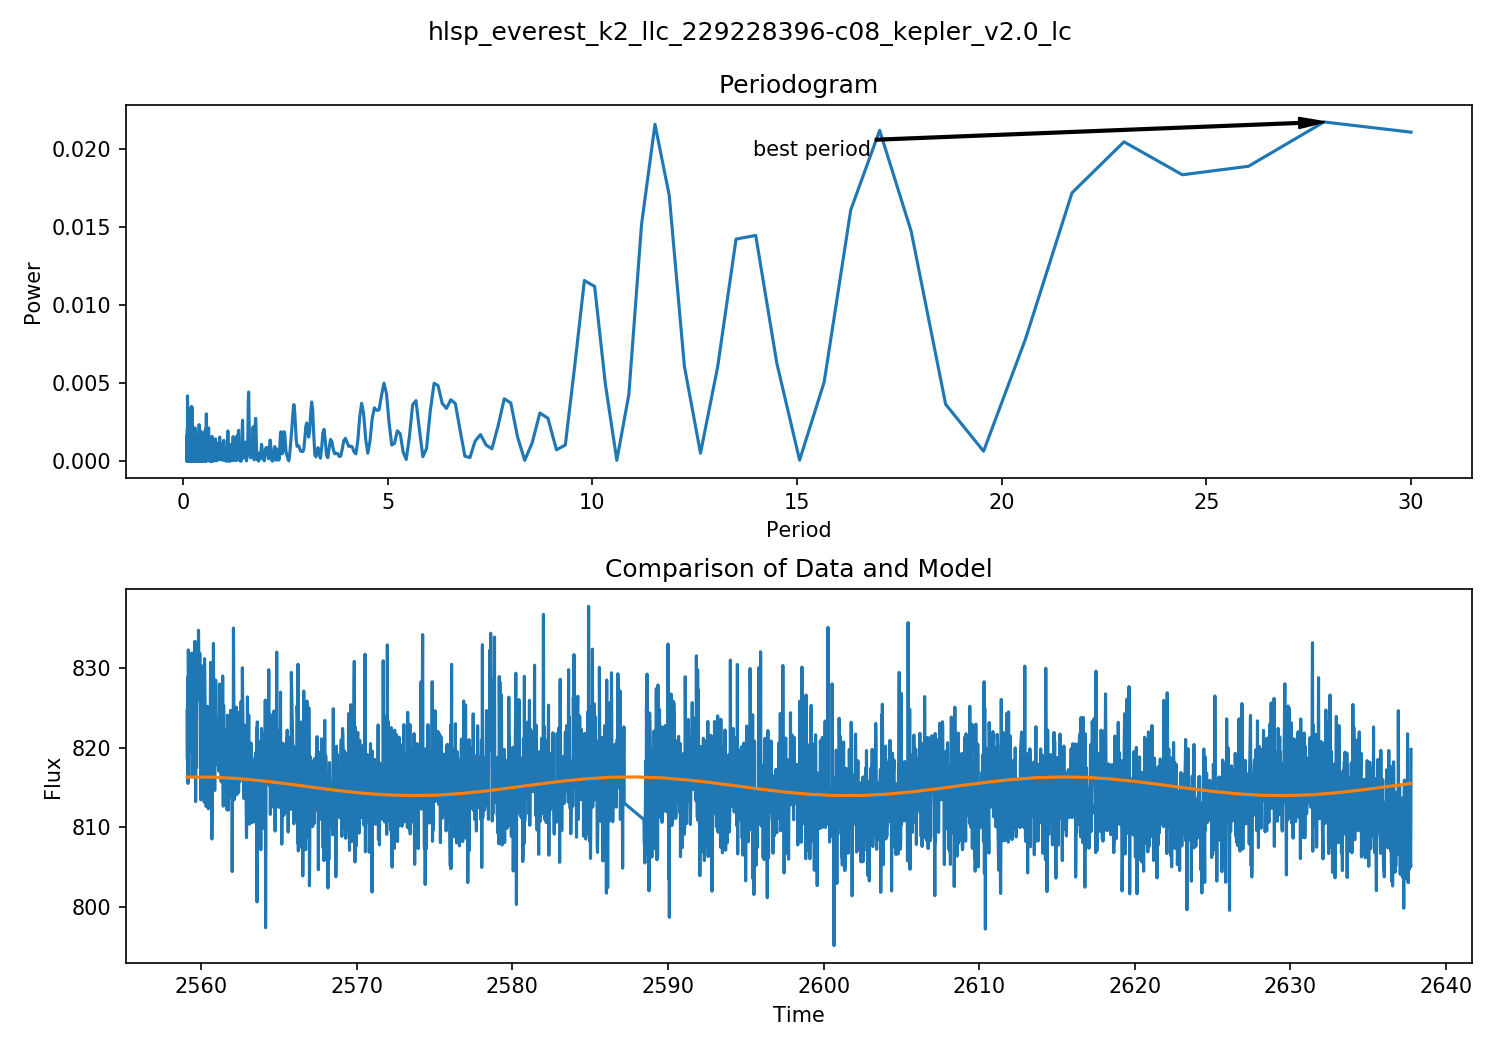 hlsp_everest_k2_llc_229228396-c08_kepler_v2.0_lc
Periodogram
0.020
0.015
0.010
0.005
0.000
Power
best period
0 5 10 15 20 25 30
Period
Comparison of Data and Model
830
820
810
800
Flux
2560 2570 2580 2590 2600 2610 2620 2630 2640
Time